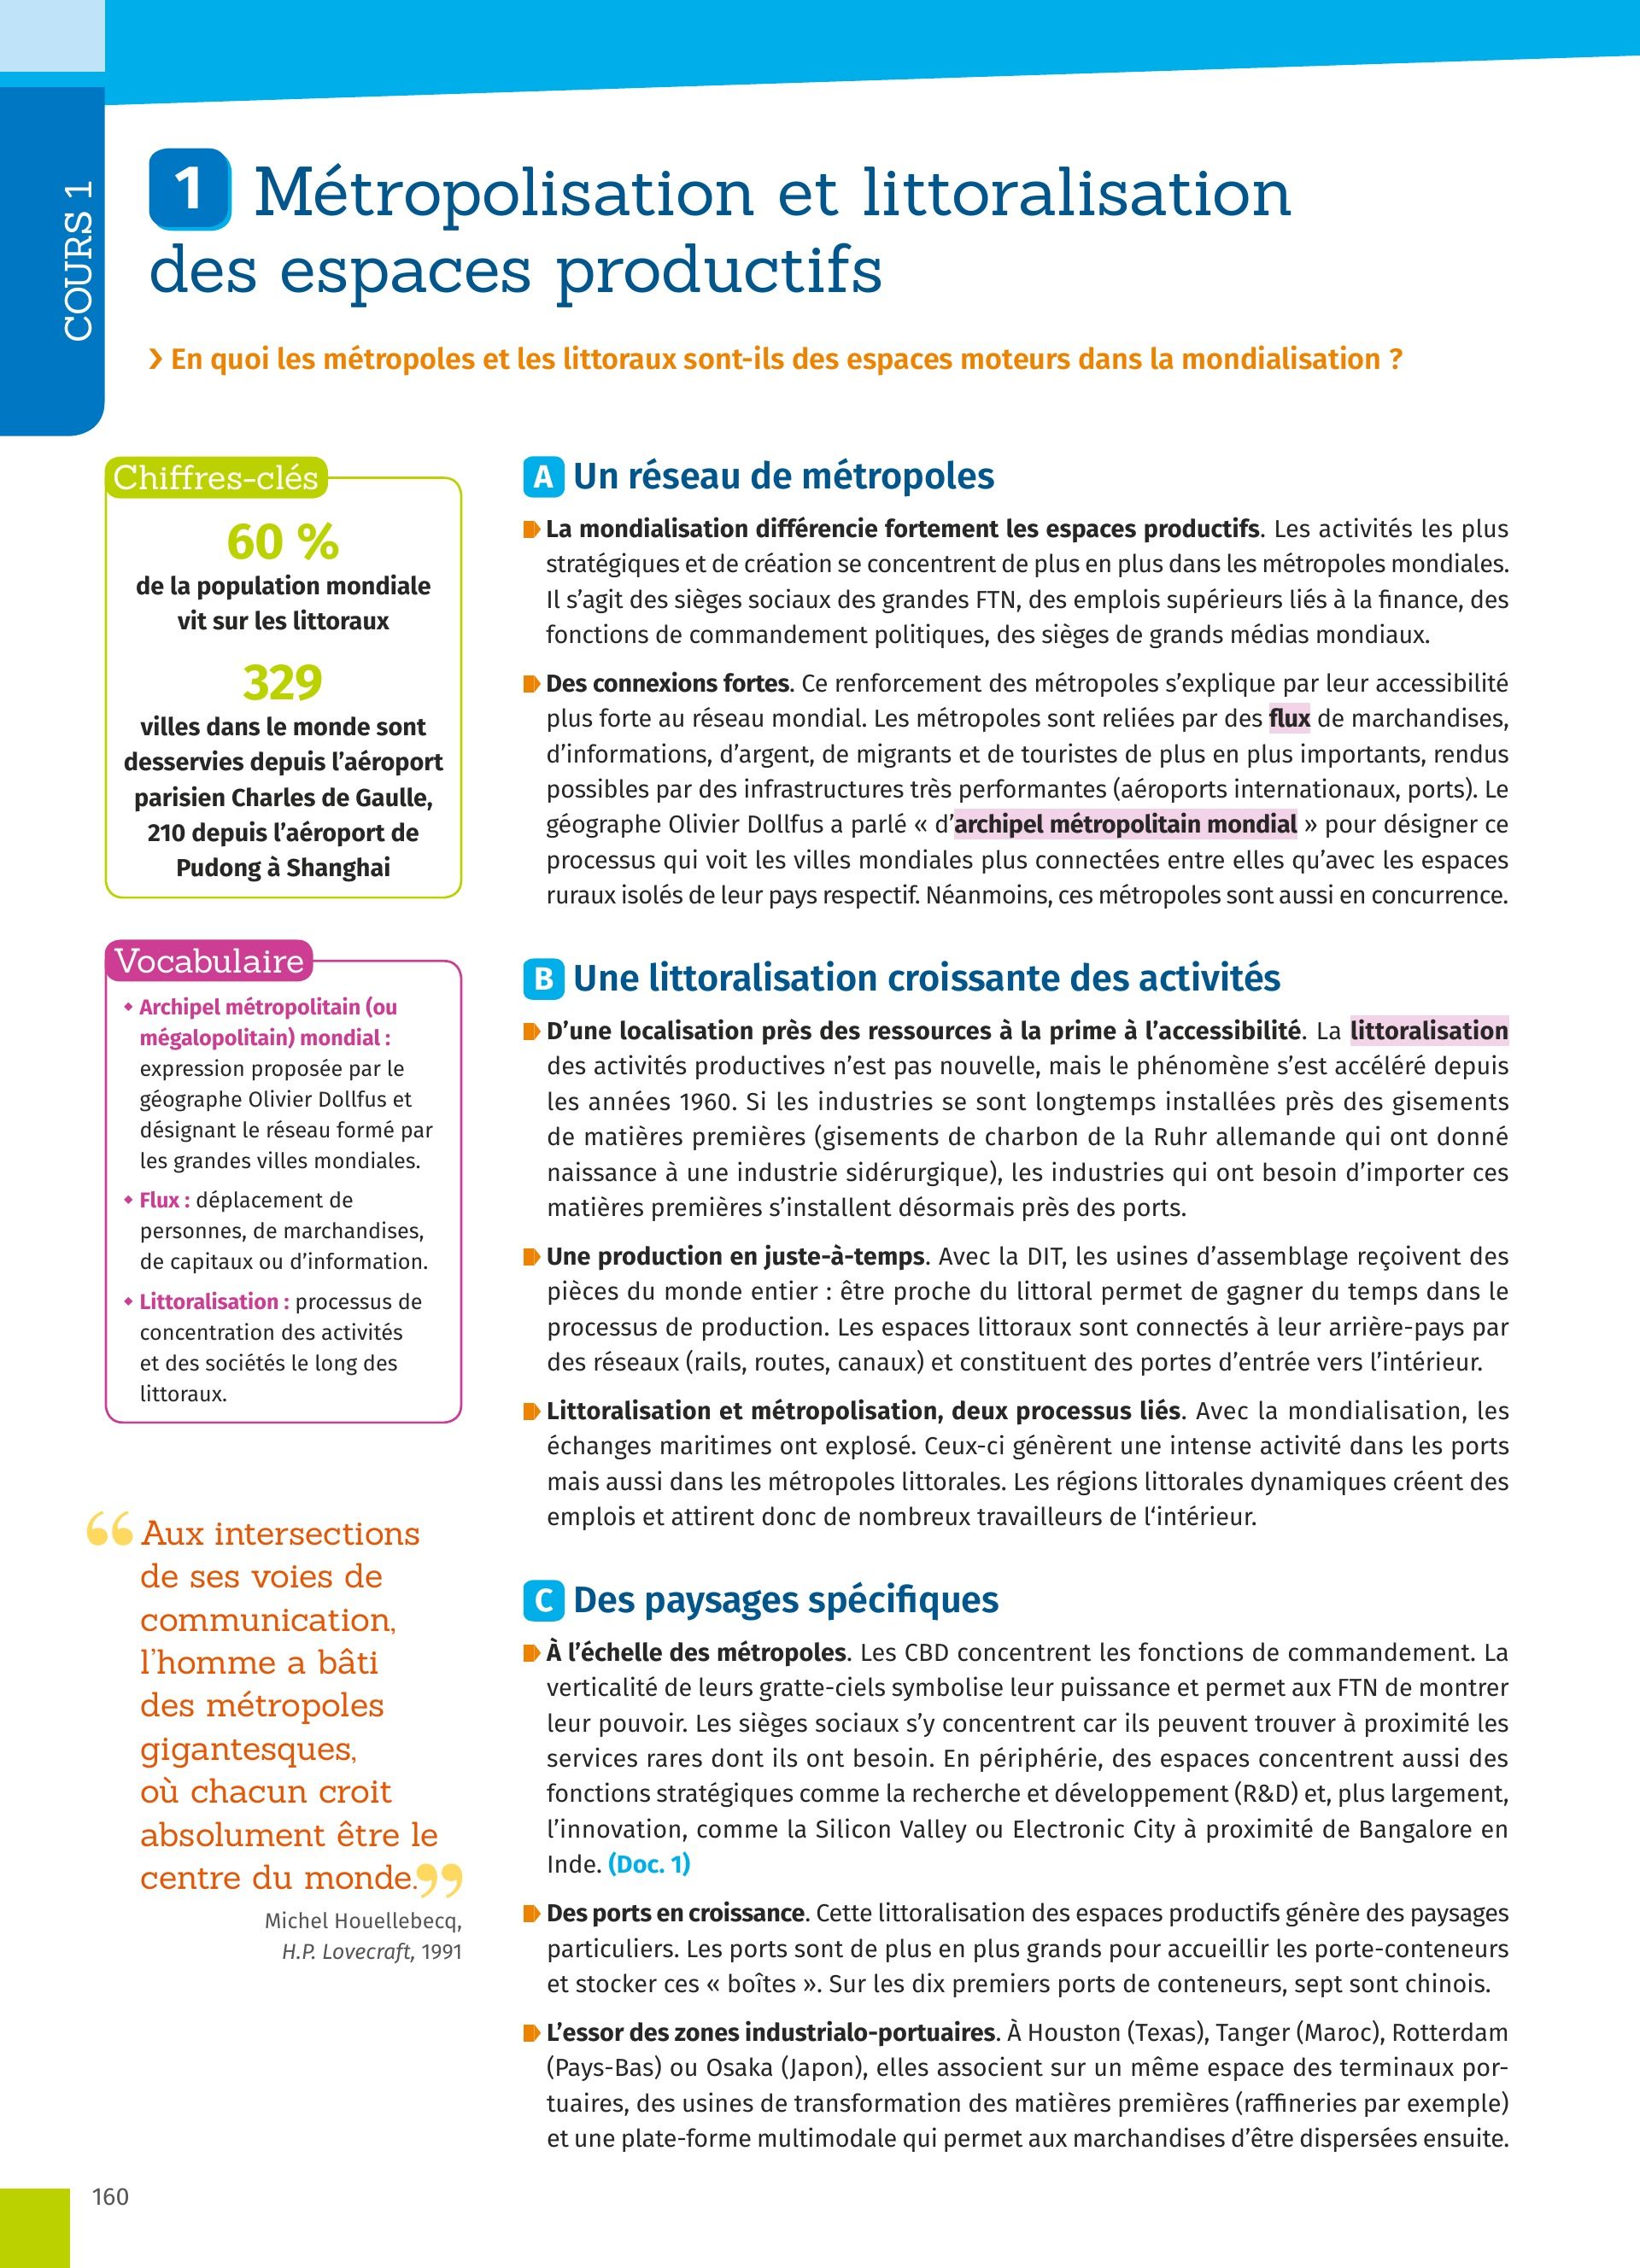 COURS 1
1 Métropolisation et littoralisation
des espaces productifs
› En quoi les métropoles et les littoraux sont-ils des espaces moteurs dans la mondialisation ?
Chiffres-clés
60 %
de la population mondiale
vit sur les littoraux
329
villes dans le monde sont
desservies depuis l’aéroport
parisien Charles de Gaulle,
210 depuis l’aéroport de
Pudong à Shanghai
Vocabulaire
• Archipel métropolitain (ou
mégalopolitain) mondial :
expression proposée par le
géographe Olivier Dollfus et
désignant le réseau formé par
les grandes villes mondiales.
• Flux : déplacement de
personnes, de marchandises,
de capitaux ou d’information.
• Littoralisation : processus de
concentration des activités
et des sociétés le long des
littoraux.
“ Aux intersections
de ses voies de
communication,
l’homme a bâti
des métropoles
gigantesques,
où chacun croit
absolument être le
centre du monde.”
Michel Houellebecq,
H.P. Lovecraft, 1991
A Un réseau de métropoles
La mondialisation différencie fortement les espaces productifs. Les activités les plus
stratégiques et de création se concentrent de plus en plus dans les métropoles mondiales.
Il s’agit des sièges sociaux des grandes FTN, des emplois supérieurs liés à la finance, des
fonctions de commandement politiques, des sièges de grands médias mondiaux.
Des connexions fortes. Ce renforcement des métropoles s’explique par leur accessibilité
plus forte au réseau mondial. Les métropoles sont reliées par des flux de marchandises,
d’informations, d’argent, de migrants et de touristes de plus en plus importants, rendus
possibles par des infrastructures très performantes (aéroports internationaux, ports). Le
géographe Olivier Dollfus a parlé « d’archipel métropolitain mondial » pour désigner ce
processus qui voit les villes mondiales plus connectées entre elles qu’avec les espaces
ruraux isolés de leur pays respectif. Néanmoins, ces métropoles sont aussi en concurrence.
B Une littoralisation croissante des activités
D’une localisation près des ressources à la prime à l’accessibilité. La littoralisation
des activités productives n’est pas nouvelle, mais le phénomène s’est accéléré depuis
les années 1960. Si les industries se sont longtemps installées près des gisements
de matières premières (gisements de charbon de la Ruhr allemande qui ont donné
naissance à une industrie sidérurgique), les industries qui ont besoin d’importer ces
matières premières s’installent désormais près des ports.
Une production en juste-à-temps. Avec la DIT, les usines d’assemblage reçoivent des
pièces du monde entier : être proche du littoral permet de gagner du temps dans le
processus de production. Les espaces littoraux sont connectés à leur arrière-pays par
des réseaux (rails, routes, canaux) et constituent des portes d’entrée vers l’intérieur.
Littoralisation et métropolisation, deux processus liés. Avec la mondialisation, les
échanges maritimes ont explosé. Ceux-ci génèrent une intense activité dans les ports
mais aussi dans les métropoles littorales. Les régions littorales dynamiques créent des
emplois et attirent donc de nombreux travailleurs de l‘intérieur.
C Des paysages spécifiques
À l’échelle des métropoles. Les CBD concentrent les fonctions de commandement. La
verticalité de leurs gratte-ciels symbolise leur puissance et permet aux FTN de montrer
leur pouvoir. Les sièges sociaux s’y concentrent car ils peuvent trouver à proximité les
services rares dont ils ont besoin. En périphérie, des espaces concentrent aussi des
fonctions stratégiques comme la recherche et développement (R&D) et, plus largement,
l’innovation, comme la Silicon Valley ou Electronic City à proximité de Bangalore en
Inde. (Doc. 1)
Des ports en croissance. Cette littoralisation des espaces productifs génère des paysages
particuliers. Les ports sont de plus en plus grands pour accueillir les porte-conteneurs
et stocker ces « boîtes ». Sur les dix premiers ports de conteneurs, sept sont chinois.
L’essor des zones industrialo-portuaires. À Houston (Texas), Tanger (Maroc), Rotterdam
(Pays-Bas) ou Osaka (Japon), elles associent sur un même espace des terminaux por-
tuaires, des usines de transformation des matières premières (raffineries par exemple)
et une plate-forme multimodale qui permet aux marchandises d’être dispersées ensuite.
160